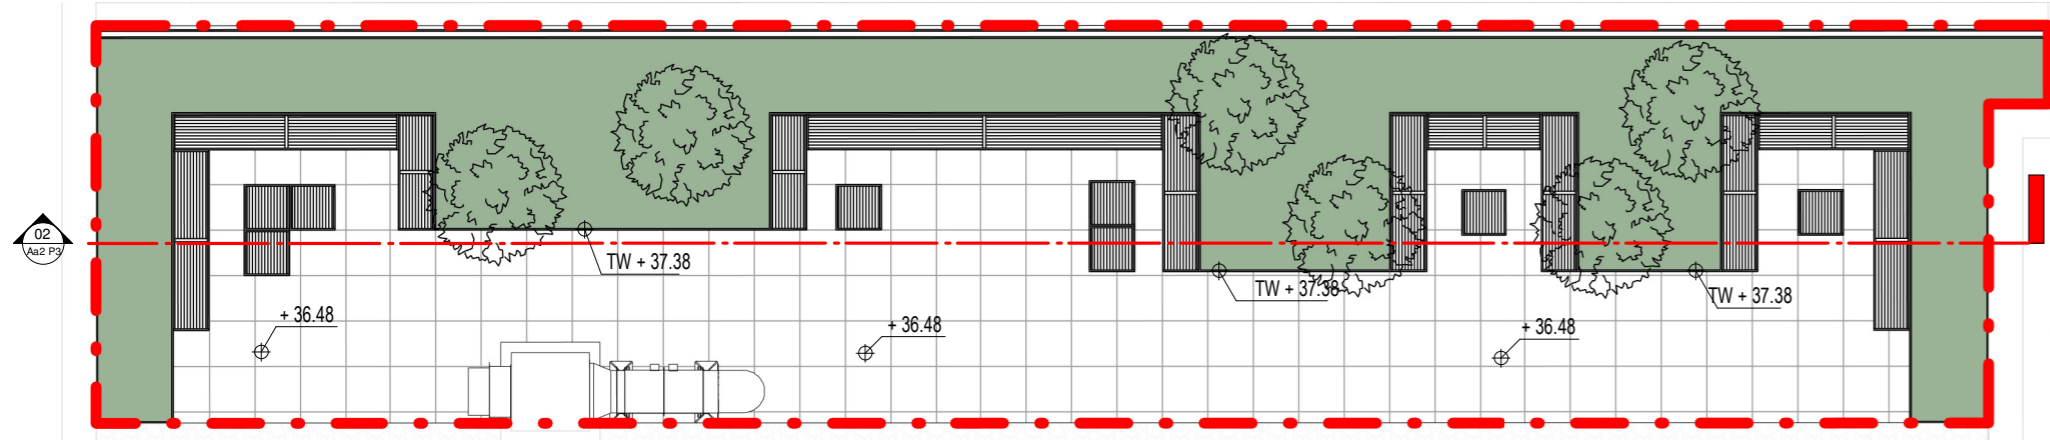 02
Aa2 P3
TW + 37.38
TW + 37.38
TW + 37.38
+ 36.48
+ 36.48
+ 36.48